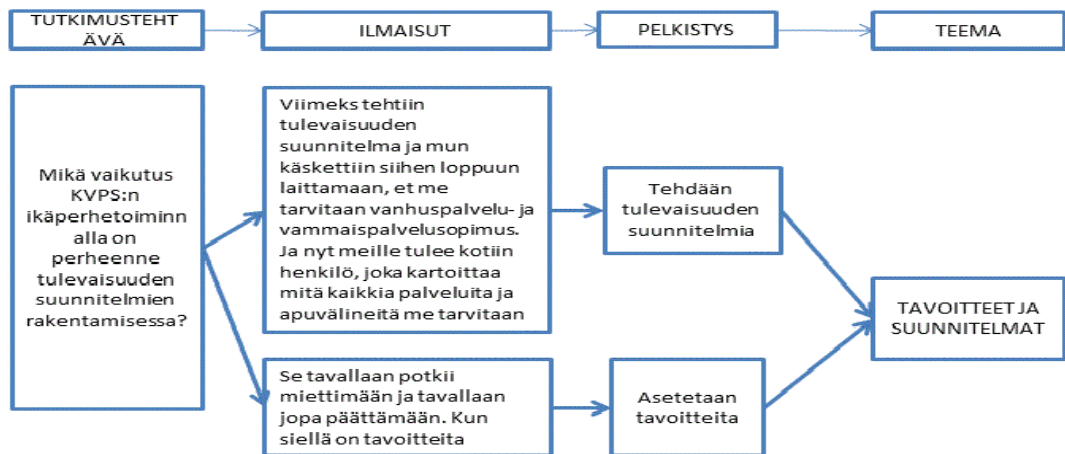 TUTKIMUSTEHT
ÄVÄ
ILMAISUT
PELKISTYS
TEEMA
Mikä vaikutus
KVPS:n
ikäperhetoiminn
alla on
perheenne
tulevaisuuden
suunnitelmien
rakentamisessa?
Viimeks tehtiin
tulevaisuuden
suunnitelma ja mun
käskettiin siihen loppuun
laittamaan, et me
tarvitaan vanhuspalvelu- ja
vammaispalvelusopimus.
Ja nyt meille tulee kotiin
henkilö, joka kartoittaa
mitä kaikkia palveluita ja
apuvälineitä me tarvitaan
Tehdään
tulevaisuuden
suunnitelmia
Se tavallaan potkii
miettimään ja tavallaan
jopa päättämään. Kun
siellä on tavoitteita
Asetetaan
tavoitteita
TAVOITTEET JA
SUUNNITELMAT